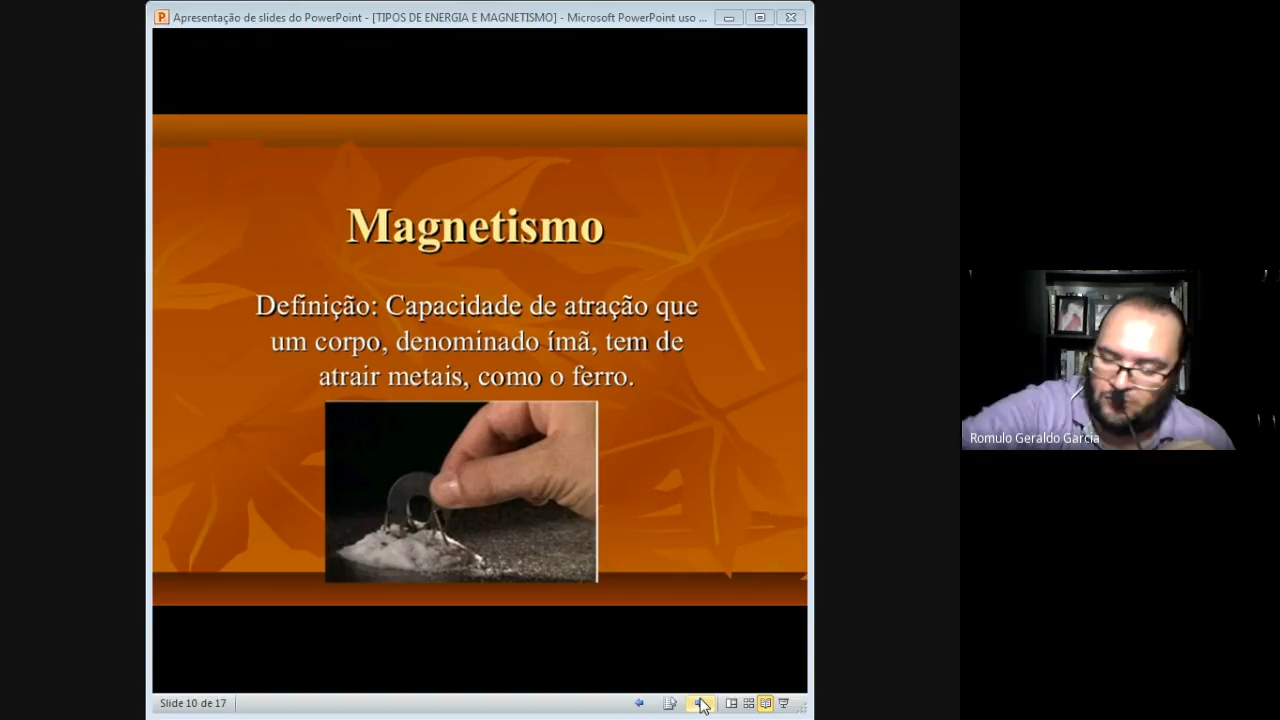 Apresentação de slides do PowerPoint - [TIPOS DE ENERGIA E MAGNETISMO] - Microsoft PowerPoint uso ...
Magnetismo
Definição: Capacidade de atração que
um corpo, denominado ímã, tem de
atrair metais, como o ferro.
Romulo Geraldo Garcia
Slide 10 de 17